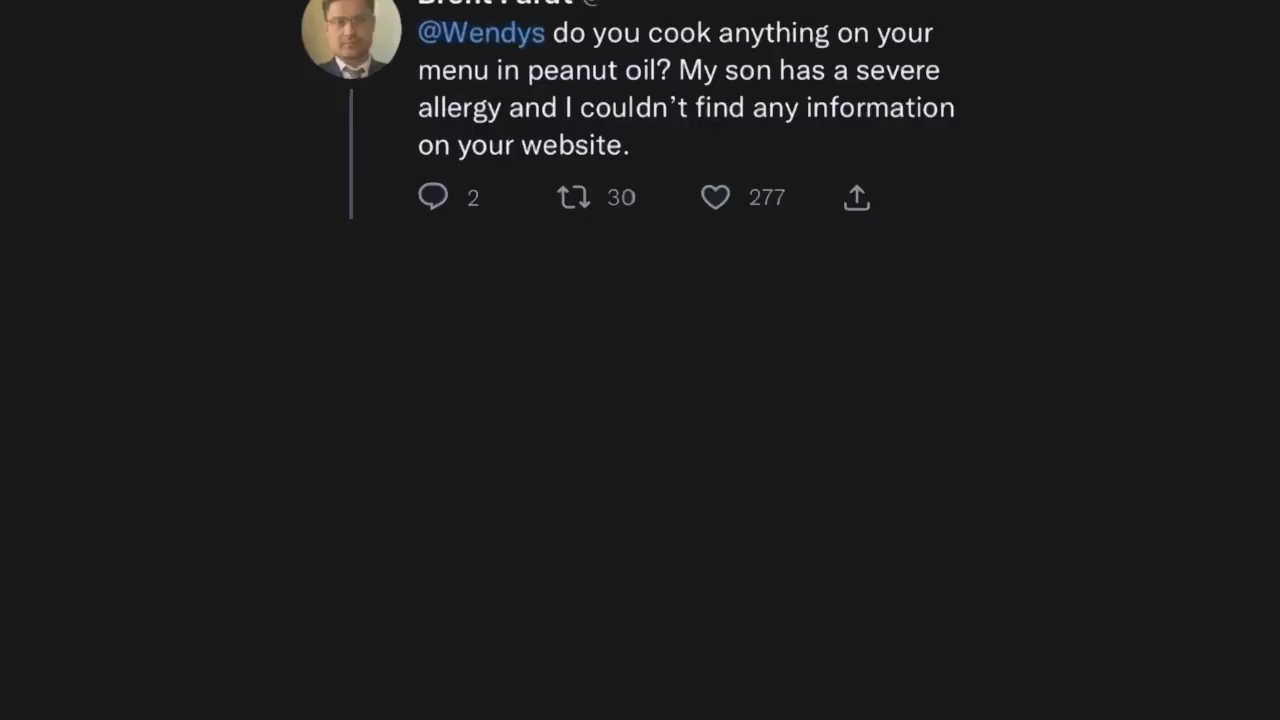 @Wendys do you cook anything on your
menu in peanut oil? My son has a severe
allergy and I couldn’t find any information
on your website.
2 30 277